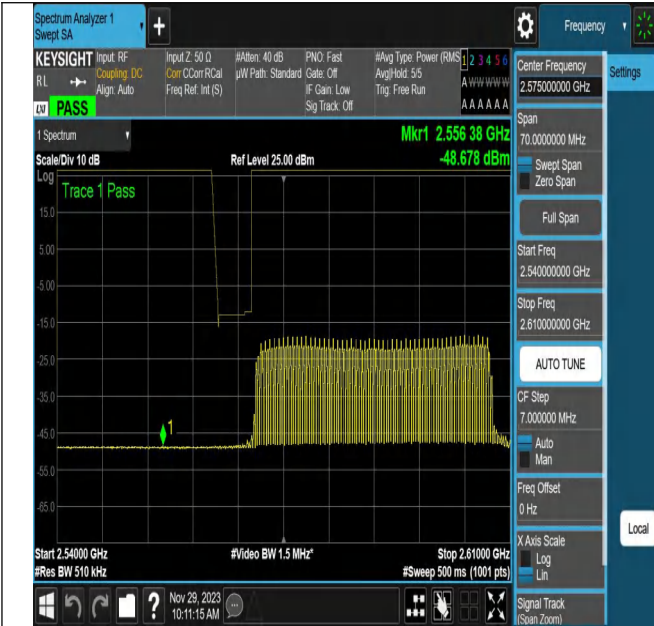 Spectrum Analyzer 1
Swept SA
+
Frequency
KEYSIGHT
RL
LXI PASS
Input: RF
Coupling: DC
Align: Auto
Input Z: 50 Ω
Corr CCorr RCal
Freq Ref: Int (S)
#Atten: 40 dB
µW Path: Standard
PNO: Fast
Gate: Off
IF Gain: Low
Sig Track: Off
#Avg Type: Power (RMS
Avg|Hold: 5/5
Trig: Free Run
1 2 3 4 5 6
A W W W W W
A A A A A A
1 Spectrum
Scale/Div 10 dB
Log
Ref Level 25.00 dBm
Mkr1 2.556 38 GHz
-48.678 dBm
Trace 1 Pass
15.0
5.00
-5.00
-15.0
-25.0
-35.0
-45.0
-55.0
-65.0
1
Start 2.54000 GHz
#Res BW 510 kHz
#Video BW 1.5 MHz*
Stop 2.61000 GHz
#Sweep 500 ms (1001 pts)
?
Nov 29, 2023
10:11:15 AM
Center Frequency
2.575000000 GHz
Settings
Span
70.0000000 MHz
Swept Span
Zero Span
Full Span
Start Freq
2.540000000 GHz
Stop Freq
2.610000000 GHz
AUTO TUNE
CF Step
7.000000 MHz
Auto
Man
Freq Offset
0 Hz
Local
X Axis Scale
Log
Lin
Signal Track
(Span Zoom)